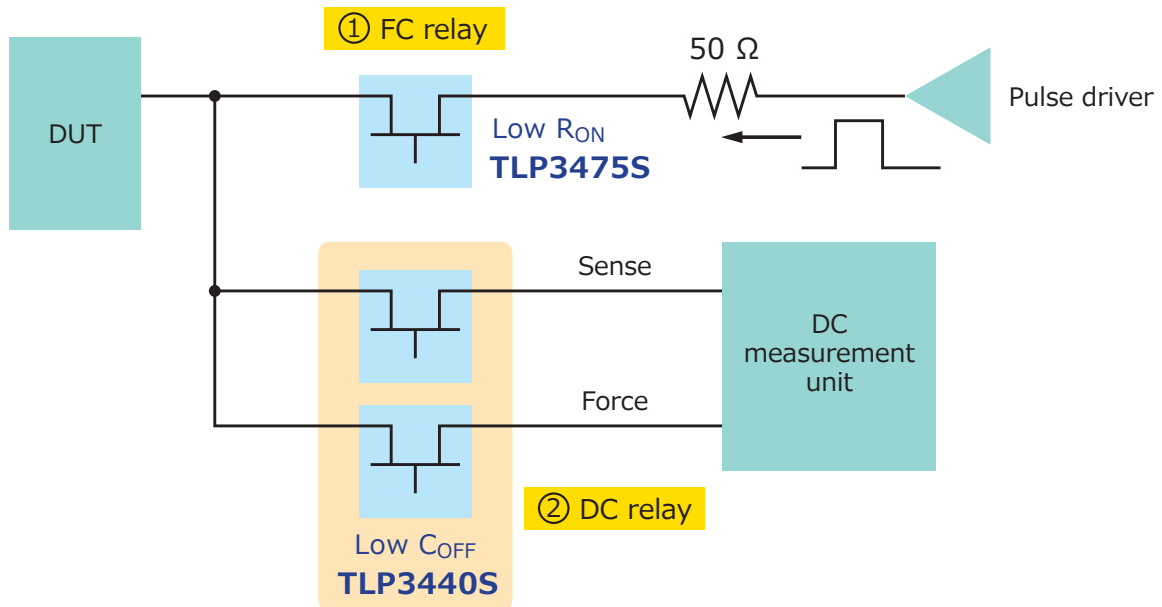 ① FC relay
50 Ω
DUT
Pulse driver
Low RON
TLP3475S
Sense
DC
measurement
unit
Force
② DC relay
Low COFF
TLP3440S